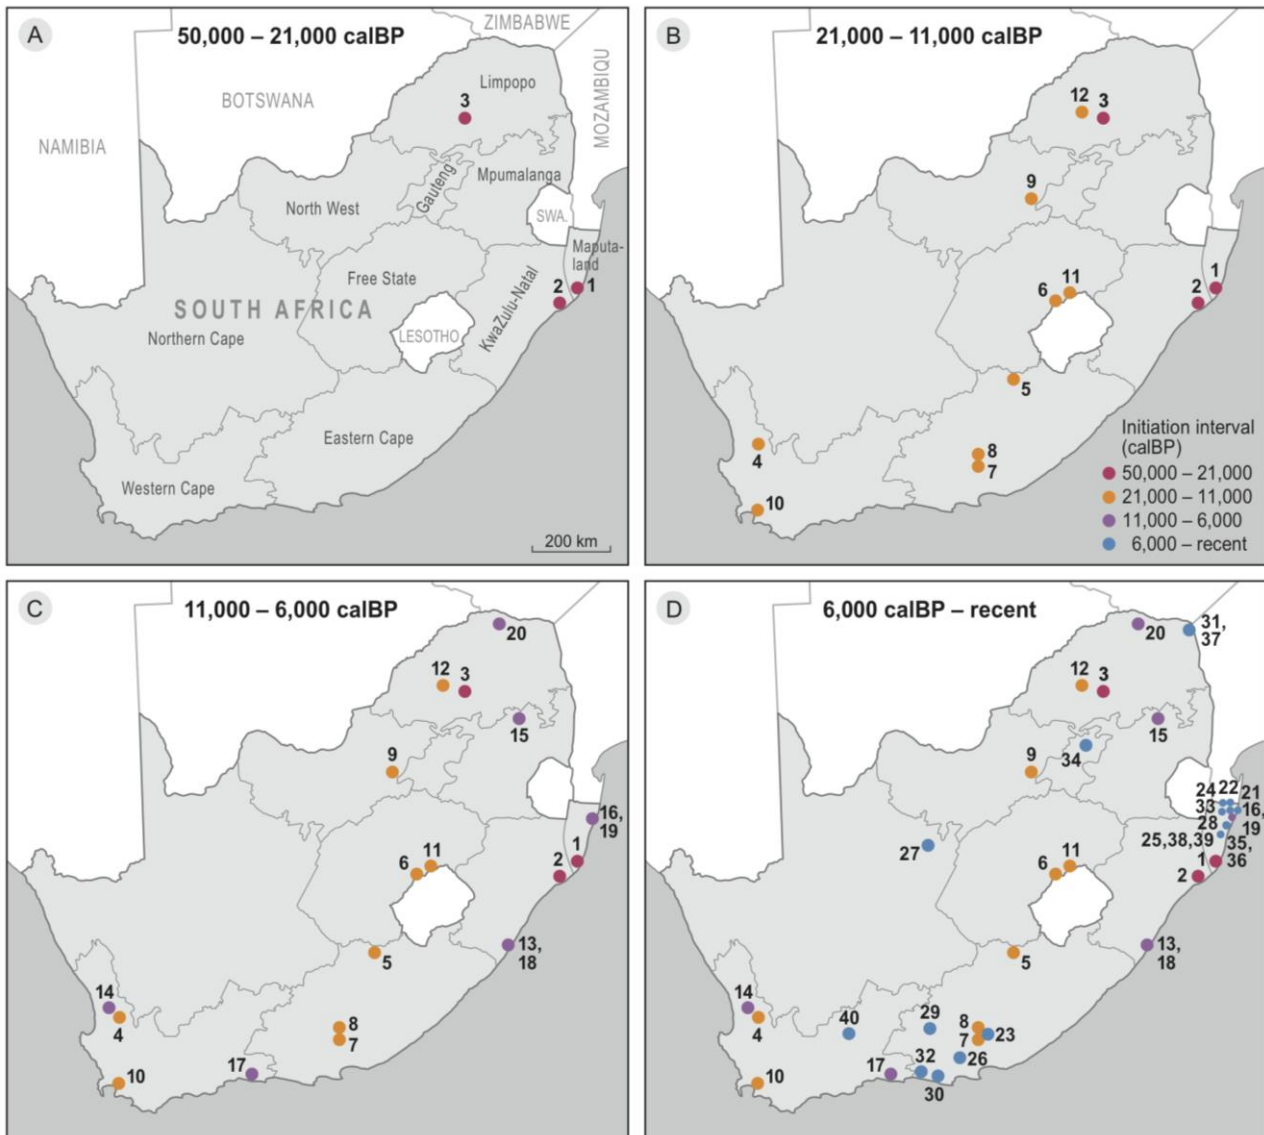 A
50,000 – 21,000 calBP
ZIMBABWE
BOTSWANA
NAMIBIA
MOZAMBIQU
Limpopo
3
Gauteng
Mpumalanga
North West
SWA.
Maputa-
land
Free State
2
1
SOUTH AFRICA
KwaZulu-Natal
Northern Cape
LESOTHO
Eastern Cape
Western Cape
200 km
B
21,000 – 11,000 calBP
12
3
9
11
6
1
2
5
4
8
7
10
Initiation interval
(calBP)
50,000 – 21,000
21,000 – 11,000
11,000 – 6,000
6,000 – recent
C
11,000 – 6,000 calBP
20
12
3
15
9
16,
19
11
6
1
2
13,
18
5
14
4
8
7
17
10
D
6,000 calBP – recent
20
31,
37
12
3
15
34
9
24
22
21
33
16,
19
28
25,38,39
35,
36
27
11
6
1
2
13,
18
5
14
4
40
29
8
7
23
26
17
32
30
10